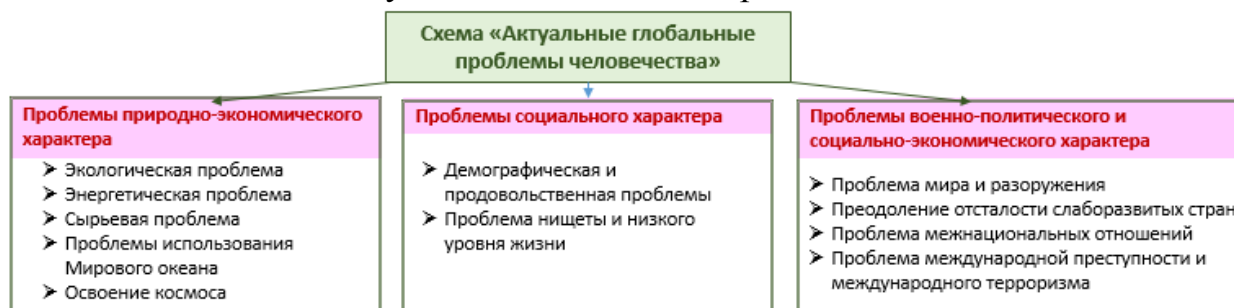 Схема «Актуальные глобальные
проблемы человечества»
Проблемы природно-экономического
характера
➤ Экологическая проблема
➤ Энергетическая проблема
➤ Сырьевая проблема
➤ Проблемы использования
Мирового океана
➤ Освоение космоса
Проблемы социального характера
➤ Демографическая и
продовольственная проблемы
➤ Проблема нищеты и низкого
уровня жизни
Проблемы военно-политического и
социально-экономического характера
➤ Проблема мира и разоружения
➤ Преодоление отсталости слаборазвитых стран
➤ Проблема межнациональных отношений
➤ Проблема международной преступности и
международного терроризма